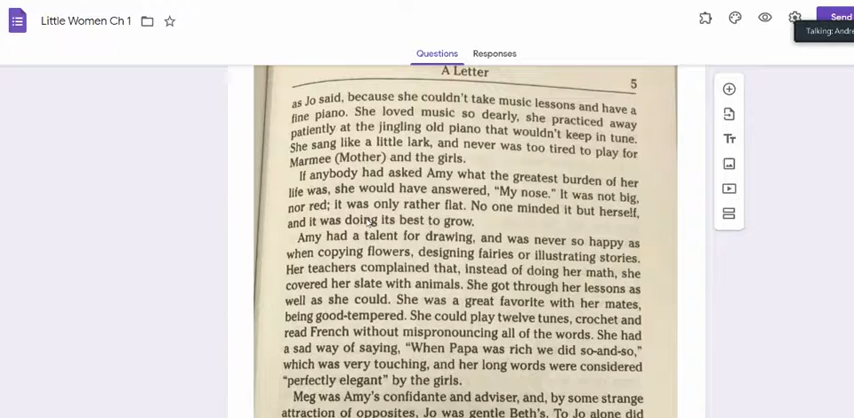 Little Women Ch 1
Send
Talking: Andre
Questions
Responses
A Letter
5
as Jo said, because she couldn't take music lessons and have a
fine piano. She loved music so dearly, she practiced away
patiently at the jingling old piano that wouldn't keep in tune.
She sang like a little lark, and never was too tired to play for
Marmee (Mother) and the girls.
If anybody had asked Amy what the greatest burden of her
life was, she would have answered, "My nose." It was not big,
nor red; it was only rather flat. No one minded it but herself,
and it was doing its best to grow.
Amy had a talent for drawing, and was never so happy as
when copying flowers, designing fairies or illustrating stories.
Her teachers complained that, instead of doing her math, she
covered her slate with animals. She got through her lessons as
well as she could. She was a great favorite with her mates,
being good-tempered. She could play twelve tunes, crochet and
read French without mispronouncing all of the words. She had
a sad way of saying, "When Papa was rich we did so-and-so,"
which was very touching, and her long words were considered
"perfectly elegant" by the girls.
Meg was Amy's confidante and adviser, and, by some strange
attraction of opposites, Jo was gentle Beth's. To Jo alone did
Tt